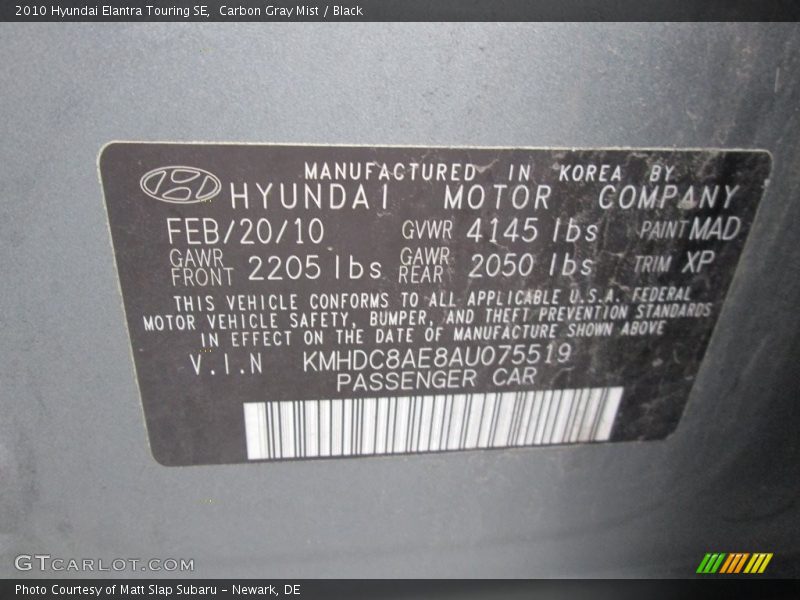 2010 Hyundai Elantra Touring SE,  Carbon Gray Mist / Black
MANUFACTURED IN KOREA BY
HYUNDAI MOTOR COMPANY
FEB/20/10 GVWR 4145 lbs PAINT MAD
GAWR FRONT 2205 lbs GAWR REAR 2050 lbs TRIM XP
THIS VEHICLE CONFORMS TO ALL APPLICABLE U.S.A. FEDERAL
MOTOR VEHICLE SAFETY, BUMPER, AND THEFT PREVENTION STANDARDS
IN EFFECT ON THE DATE OF MANUFACTURE SHOWN ABOVE
V.I.N KMHDC8AE8AU075519
PASSENGER CAR
GTCARLOT.COM
Photo Courtesy of Matt Slap Subaru - Newark, DE